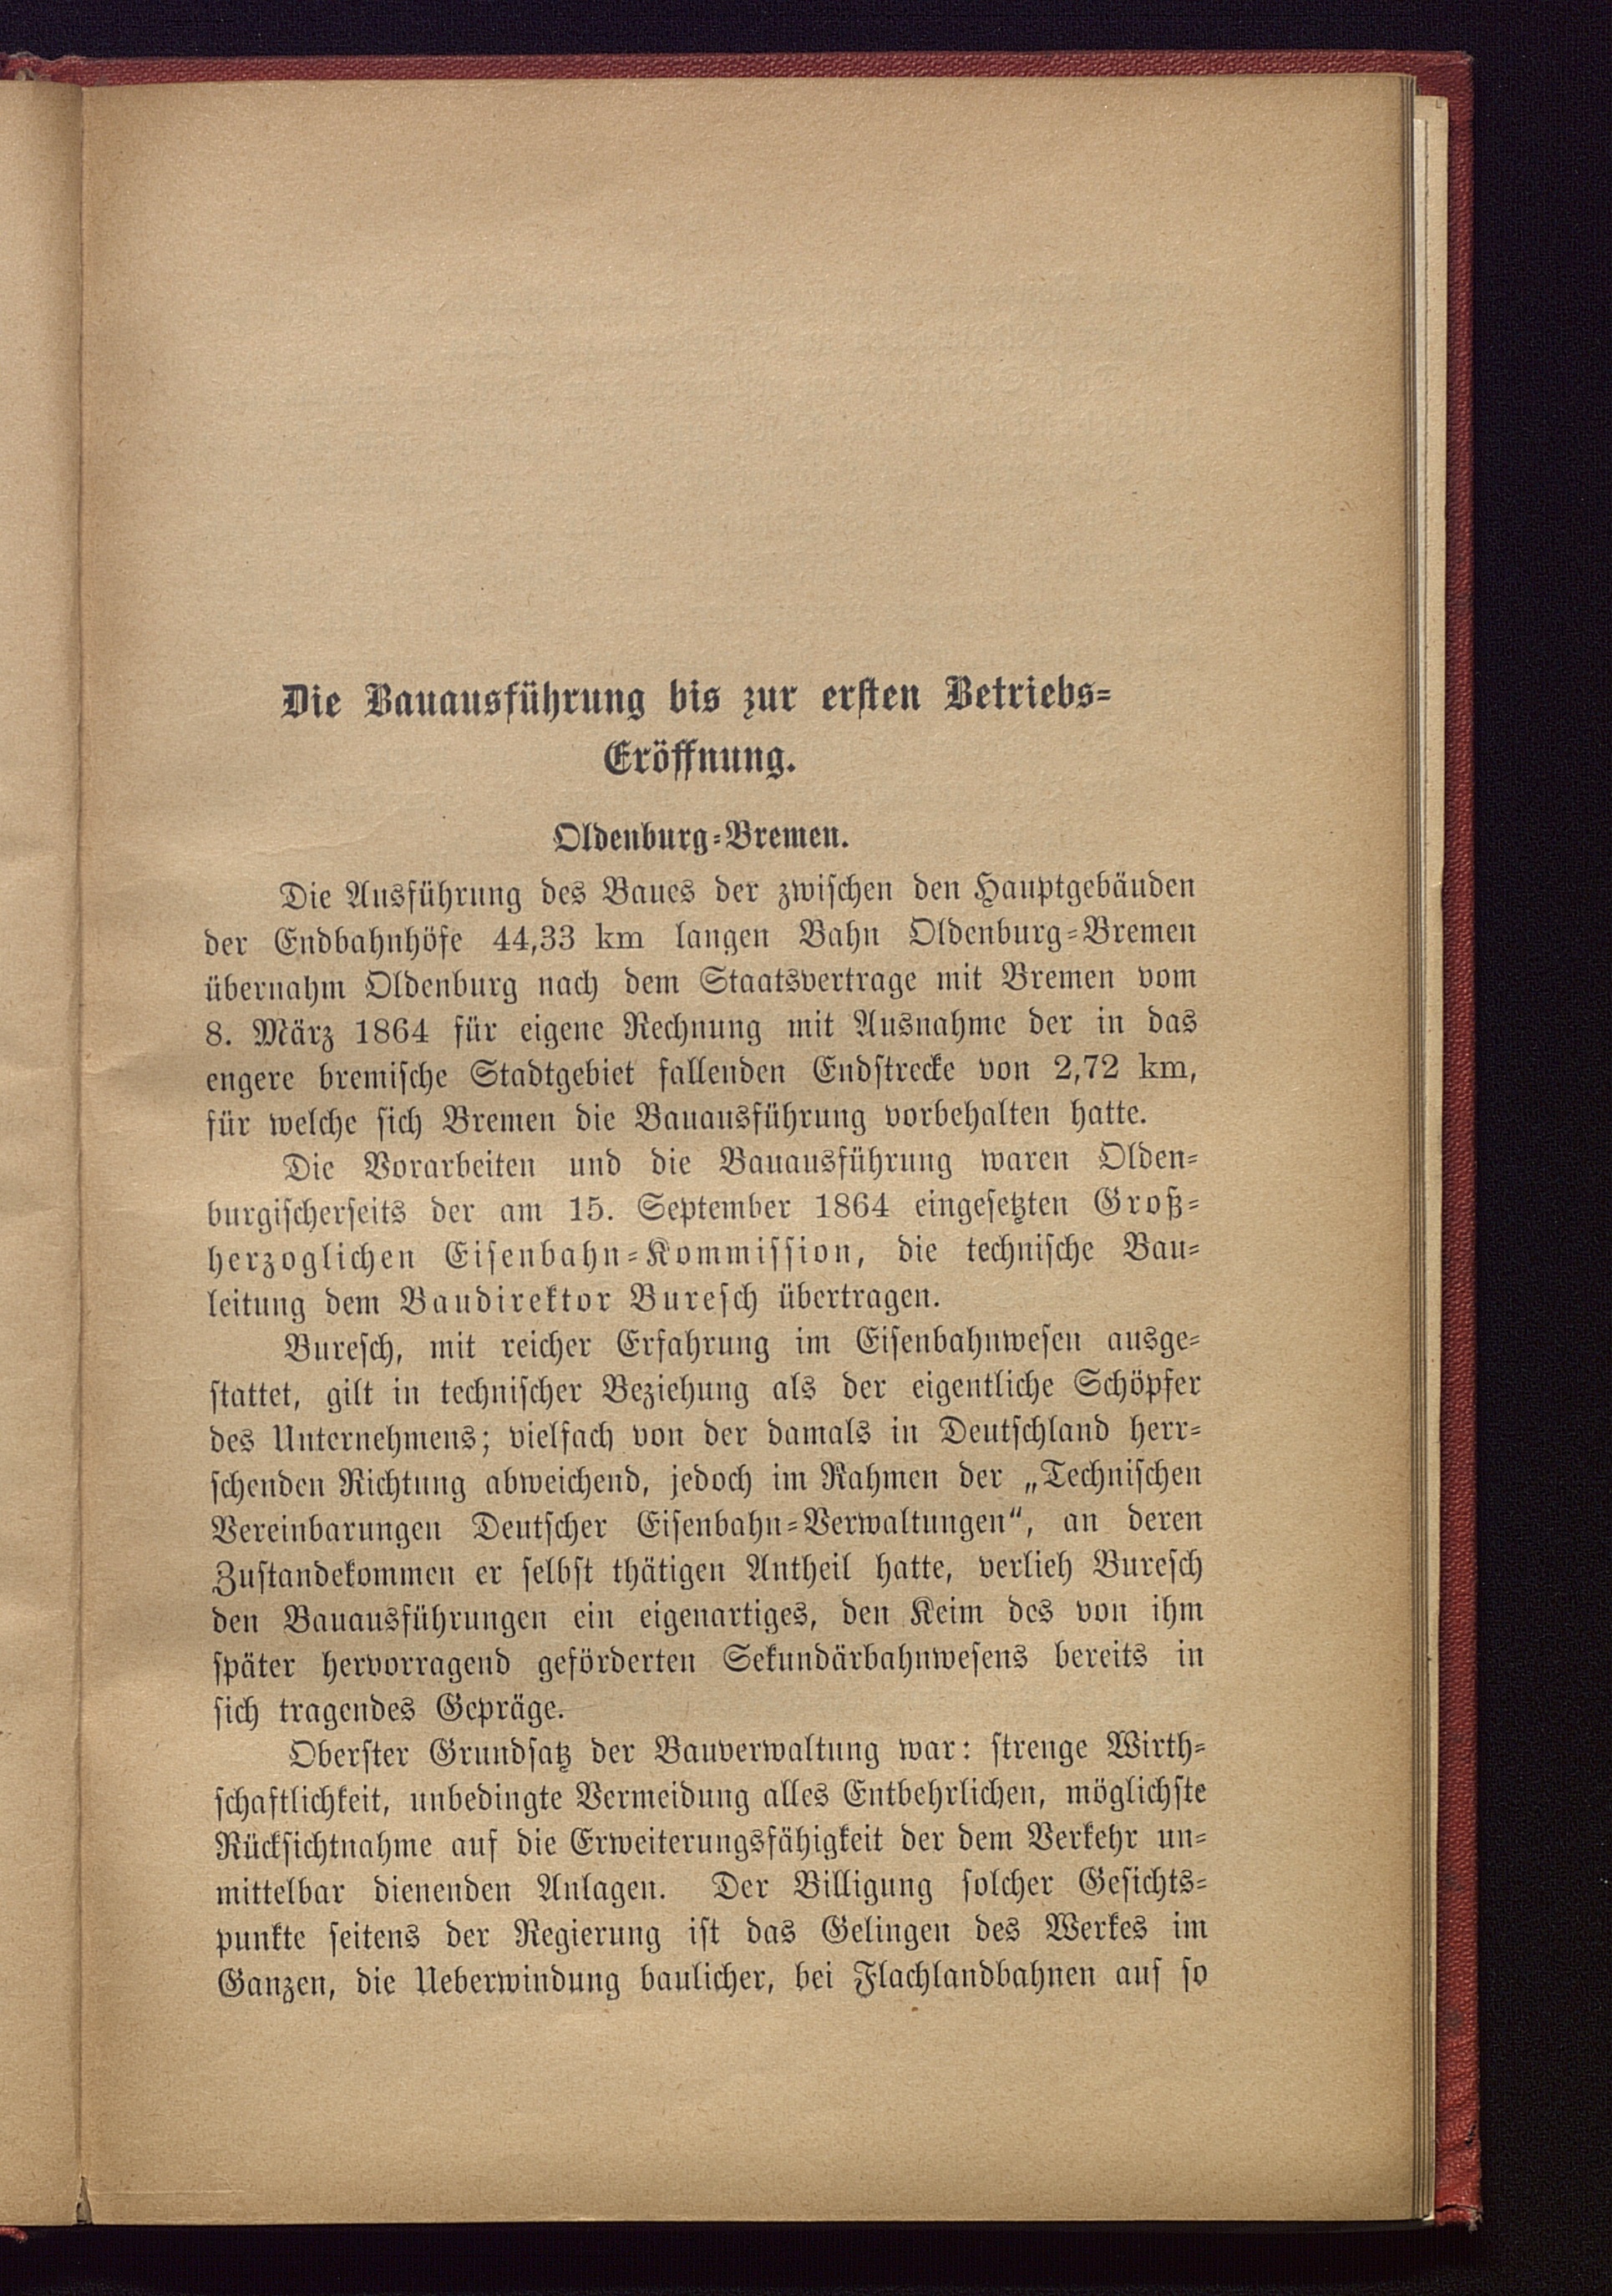 Die Bauausführung bis zur ersten Betriebs-
Eröffnung.
Oldenburg-Bremen.
Die Ausführung des Baues der zwischen den Hauptgebäuden
der Endbahnhöfe 44,33 km langen Bahn Oldenburg-Bremen
übernahm Oldenburg nach dem Staatsvertrage mit Bremen vom
8. März 1864 für eigene Rechnung mit Ausnahme der in das
engere bremische Stadtgebiet fallenden Endstrecke von 2,72 km,
für welche sich Bremen die Bauausführung vorbehalten hatte.
Die Vorarbeiten und die Bauausführung waren Olden-
burgischerseits der am 15. September 1864 eingesetzten Groß-
herzoglichen Eisenbahn-Kommission, die technische Bau-
leitung dem Baudirektor Buresch übertragen.
Buresch, mit reicher Erfahrung im Eisenbahnwesen ausge-
stattet, gilt in technischer Beziehung als der eigentliche Schöpfer
des Unternehmens; vielfach von der damals in Deutschland herr-
schenden Richtung abweichend, jedoch im Rahmen der „Technischen
Vereinbarungen Deutscher Eisenbahn-Verwaltungen“, an deren
Zustandekommen er selbst thätigen Antheil hatte, verlieh Buresch
den Bauausführungen ein eigenartiges, den Keim des von ihm
später hervorragend geförderten Sekundärbahnwesens bereits in
sich tragendes Gepräge.
Oberster Grundsatz der Bauverwaltung war: strenge Wirth-
schaftlichkeit, unbedingte Vermeidung alles Entbehrlichen, möglichste
Rücksichtnahme auf die Erweiterungsfähigkeit der dem Verkehr un-
mittelbar dienenden Anlagen. Der Billigung solcher Gesichts-
punkte seitens der Regierung ist das Gelingen des Werkes im
Ganzen, die Ueberwindung baulicher, bei Flachlandbahnen auf so